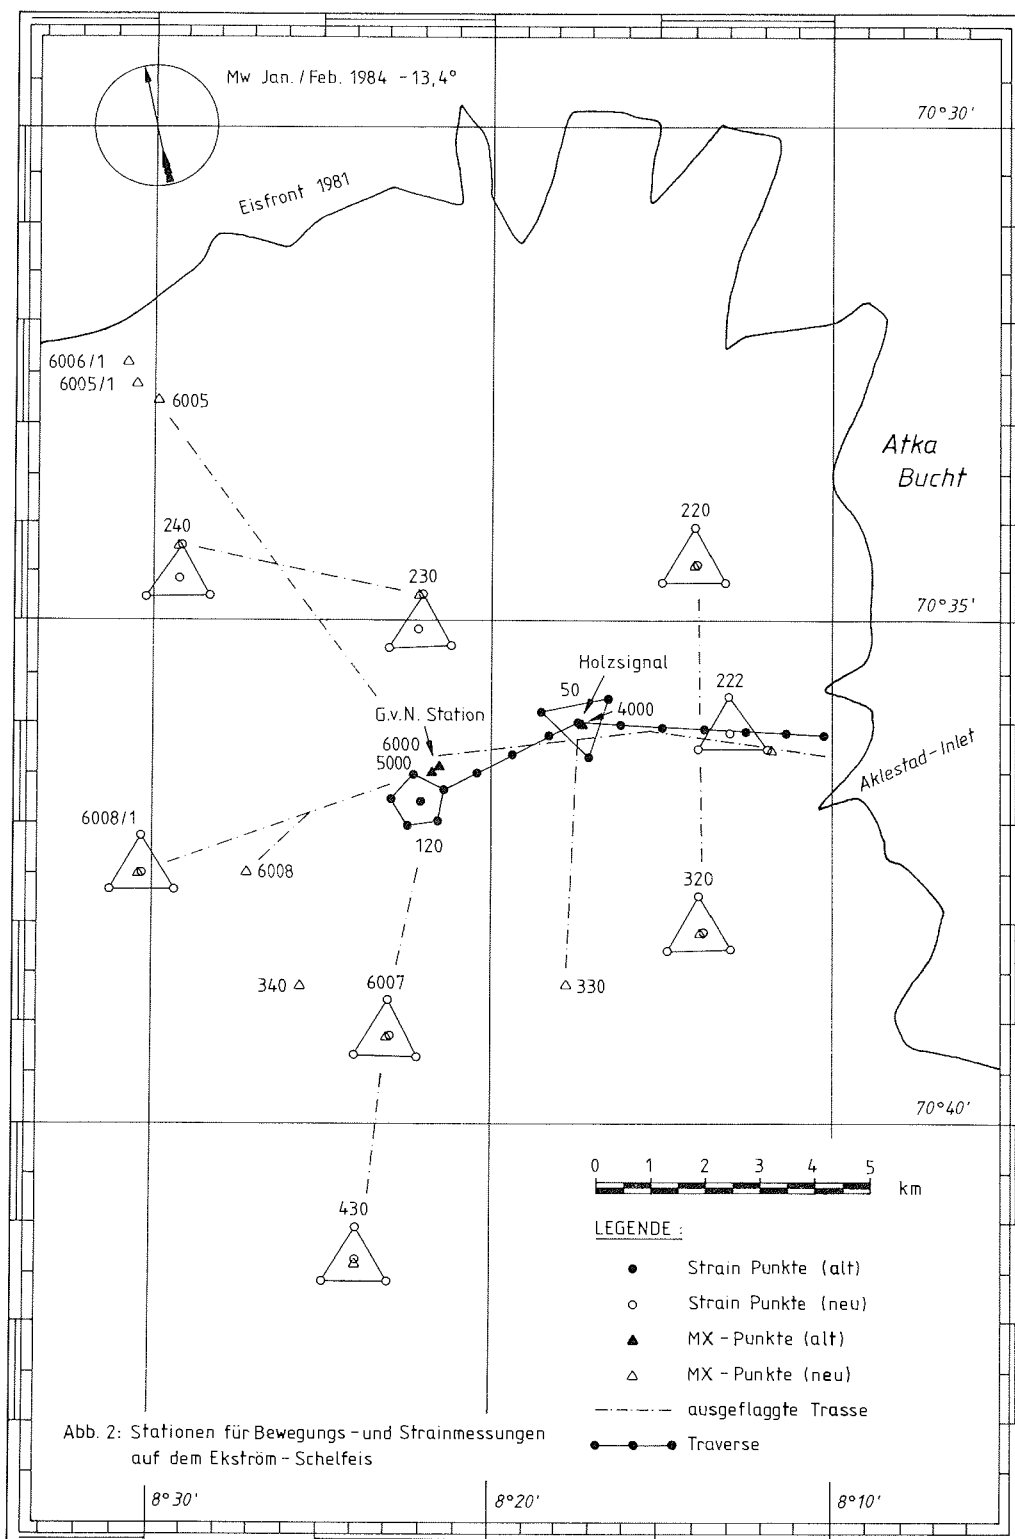 Mw Jan. / Feb. 1984 - 13,4°
70° 30'
Eisfront 1981
6006/1
6005/1
6005
Atka
Bucht
240
220
230
70° 35'
Holzsignal
50
222
4000
G.v.N. Station
6000
5000
Aklestad-Inlet
6008/1
120
6008
320
340
6007
330
70° 40'
0 1 2 3 4 5
km
430
LEGENDE :
Strain Punkte (alt)
Strain Punkte (neu)
MX - Punkte (alt)
MX - Punkte (neu)
ausgeflaggte Trasse
Traverse
Abb. 2: Stationen für Bewegungs - und Strainmessungen
auf dem Ekström - Schelfeis
8° 30' 8° 20' 8° 10'